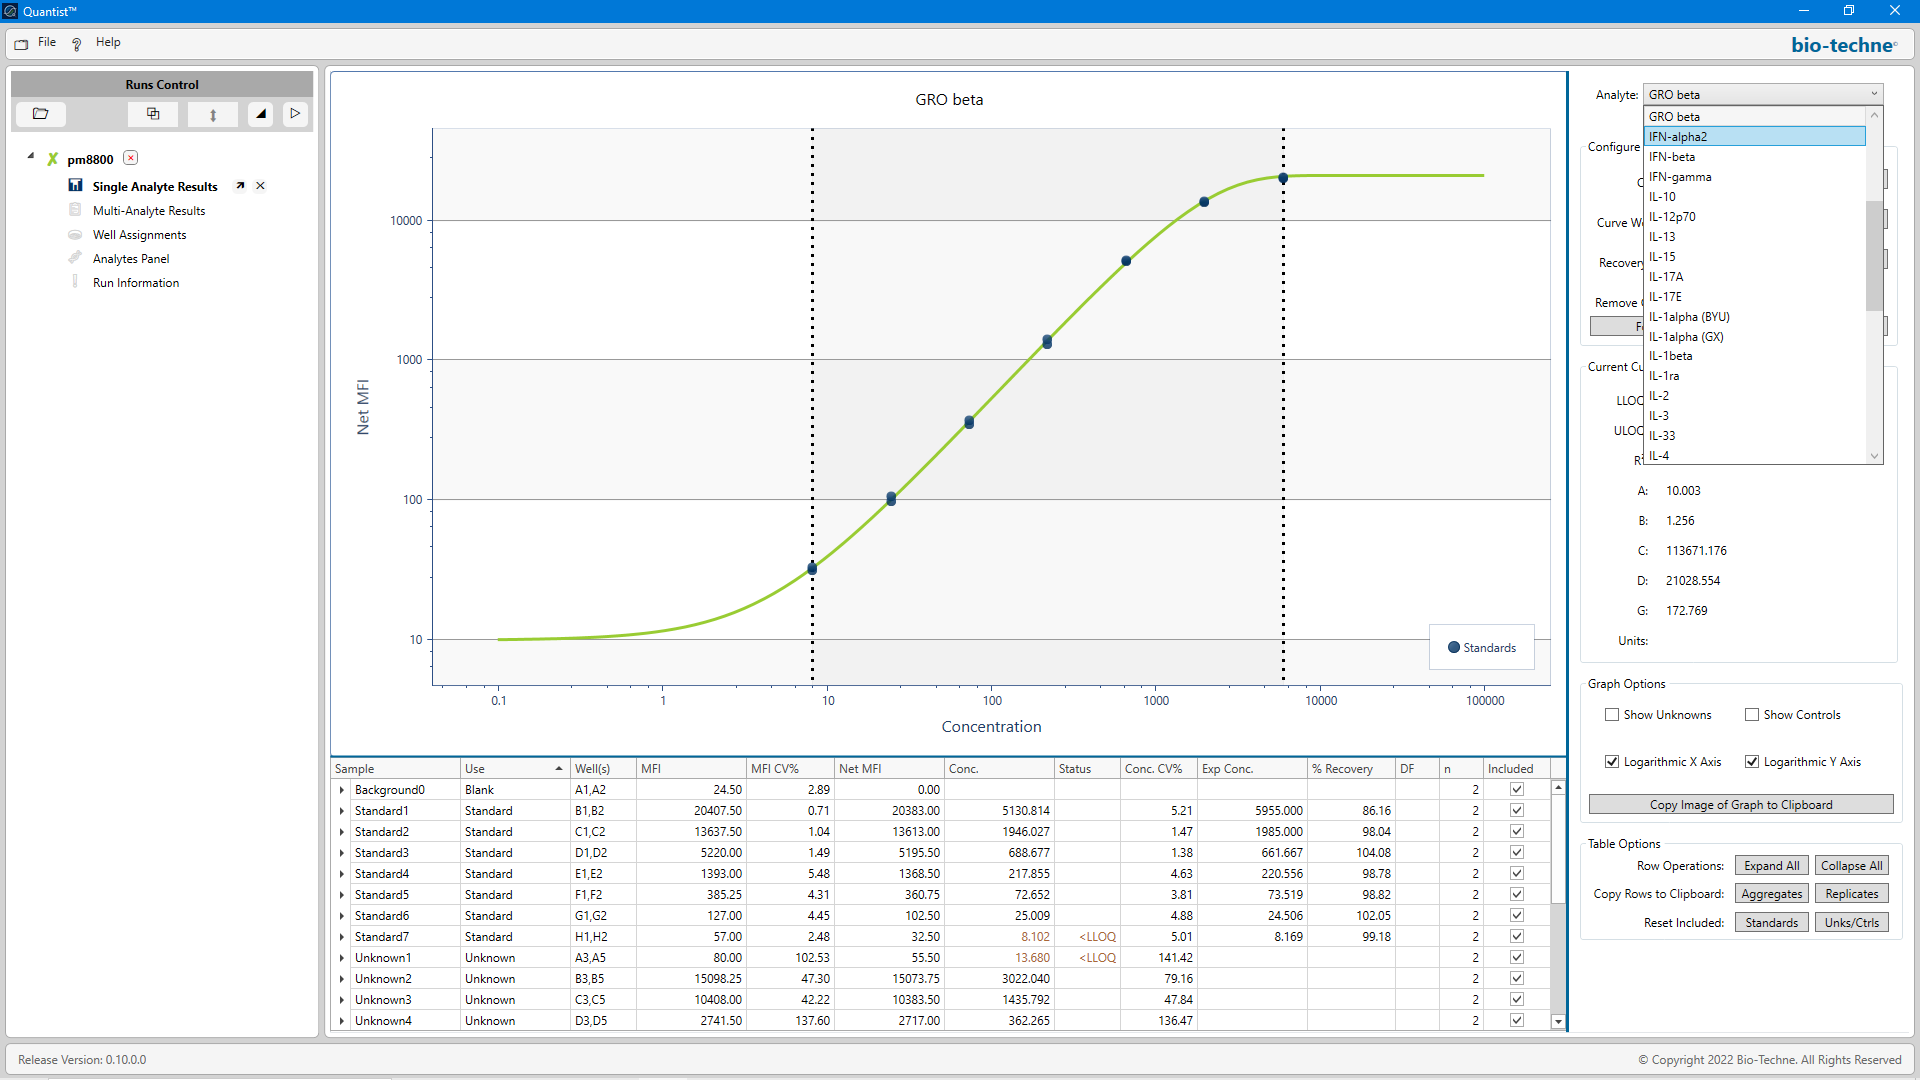 Quantist™
File
Help
bio-techne
Runs Control
pm8800
Single Analyte Results
Multi-Analyte Results
Well Assignments
Analytes Panel
Run Information
GRO beta
Net MFI
10000
1000
100
10
0.1 1 10 100 1000 10000 100000
Concentration
Standards
Sample Use Well(s) MFI MFI CV% Net MFI Conc. Status Conc. CV% Exp Conc. % Recovery DF n Included
Background0 Blank A1,A2 24.50 2.89 0.00 2
Standard1 Standard B1,B2 20407.50 0.71 20383.00 5130.814 5.21 5955.000 86.16 2
Standard2 Standard C1,C2 13637.50 1.04 13613.00 1946.027 1.47 1985.000 98.04 2
Standard3 Standard D1,D2 5220.00 1.49 5195.50 688.677 1.38 661.667 104.08 2
Standard4 Standard E1,E2 1393.00 5.48 1368.50 217.855 4.63 220.556 98.78 2
Standard5 Standard F1,F2 385.25 4.31 360.75 72.652 3.81 73.519 98.82 2
Standard6 Standard G1,G2 127.00 4.45 102.50 25.009 4.88 24.506 102.05 2
Standard7 Standard H1,H2 57.00 2.48 32.50 8.102 <LLOQ 5.01 8.169 99.18 2
Unknown1 Unknown A3,A5 80.00 102.53 55.50 13.680 <LLOQ 141.42 2
Unknown2 Unknown B3,B5 15098.25 47.30 15073.75 3022.040 79.16 2
Unknown3 Unknown C3,C5 10408.00 42.22 10383.50 1435.792 47.84 2
Unknown4 Unknown D3,D5 2741.50 137.60 2717.00 362.265 136.47 2
Analyte: GRO beta
GRO beta
IFN-alpha2
IFN-beta
IFN-gamma
IL-10
IL-12p70
IL-13
IL-15
IL-17A
IL-17E
IL-1alpha (BYU)
IL-1alpha (GX)
IL-1beta
IL-1ra
IL-2
IL-3
IL-33
IL-4
Configure
Curve
Recovery
Remove
Current
LLOQ
ULOQ
A: 10.003
B: 1.256
C: 113671.176
D: 21028.554
G: 172.769
Units:
Graph Options
Show Unknowns
Show Controls
Logarithmic X Axis
Logarithmic Y Axis
Copy Image of Graph to Clipboard
Table Options
Row Operations: Expand All Collapse All
Copy Rows to Clipboard: Aggregates Replicates
Reset Included: Standards Unks/Ctrls
Release Version: 0.10.0.0
© Copyright 2022 Bio-Techne. All Rights Reserved